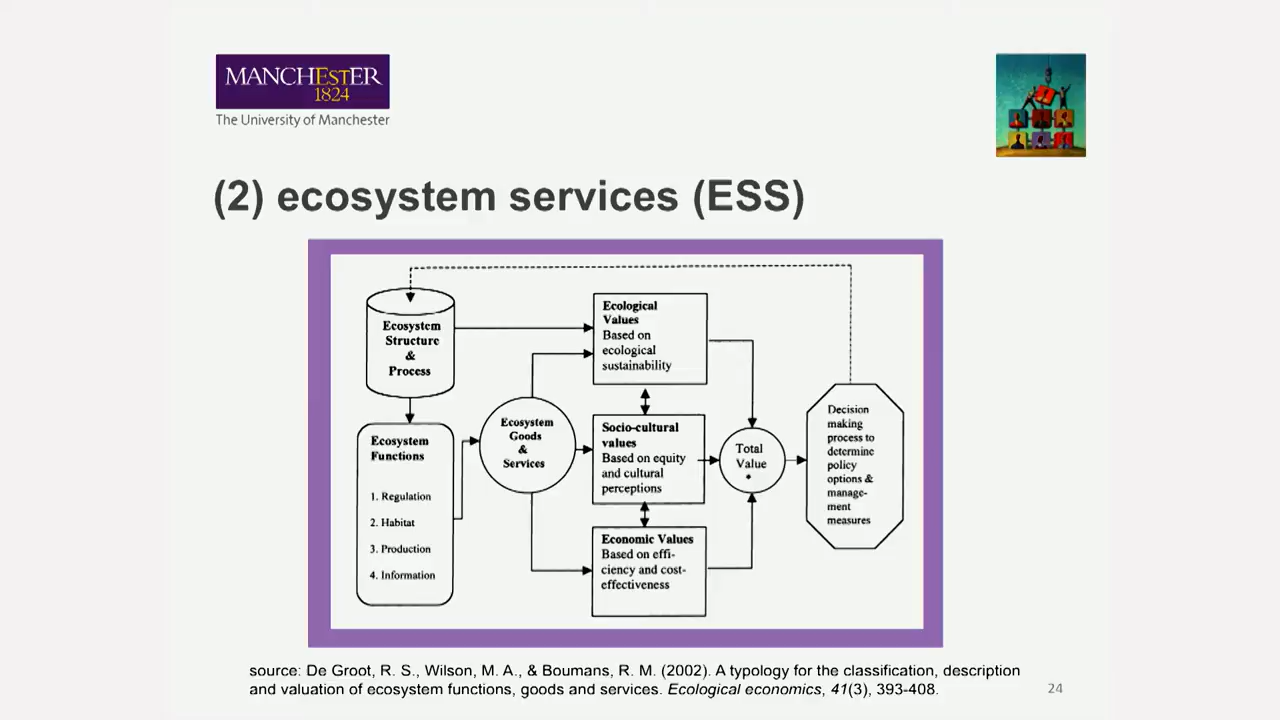 MANCHESTER
1824
The University of Manchester
(2) ecosystem services (ESS)
Ecosystem
Structure
&
Process
Ecosystem
Functions
1. Regulation
2. Habitat
3. Production
4. Information
Ecosystem
Goods
&
Services
Ecological
Values
Based on
ecological
sustainability
Socio-cultural
values
Based on equity
and cultural
perceptions
Economic Values
Based on effi-
ciency and cost-
effectiveness
Total
Value
*
Decision
making
process to
determine
policy
options &
manage-
ment
measures
source: De Groot, R. S., Wilson, M. A., & Boumans, R. M. (2002). A typology for the classification, description
and valuation of ecosystem functions, goods and services. Ecological economics, 41(3), 393-408.
24